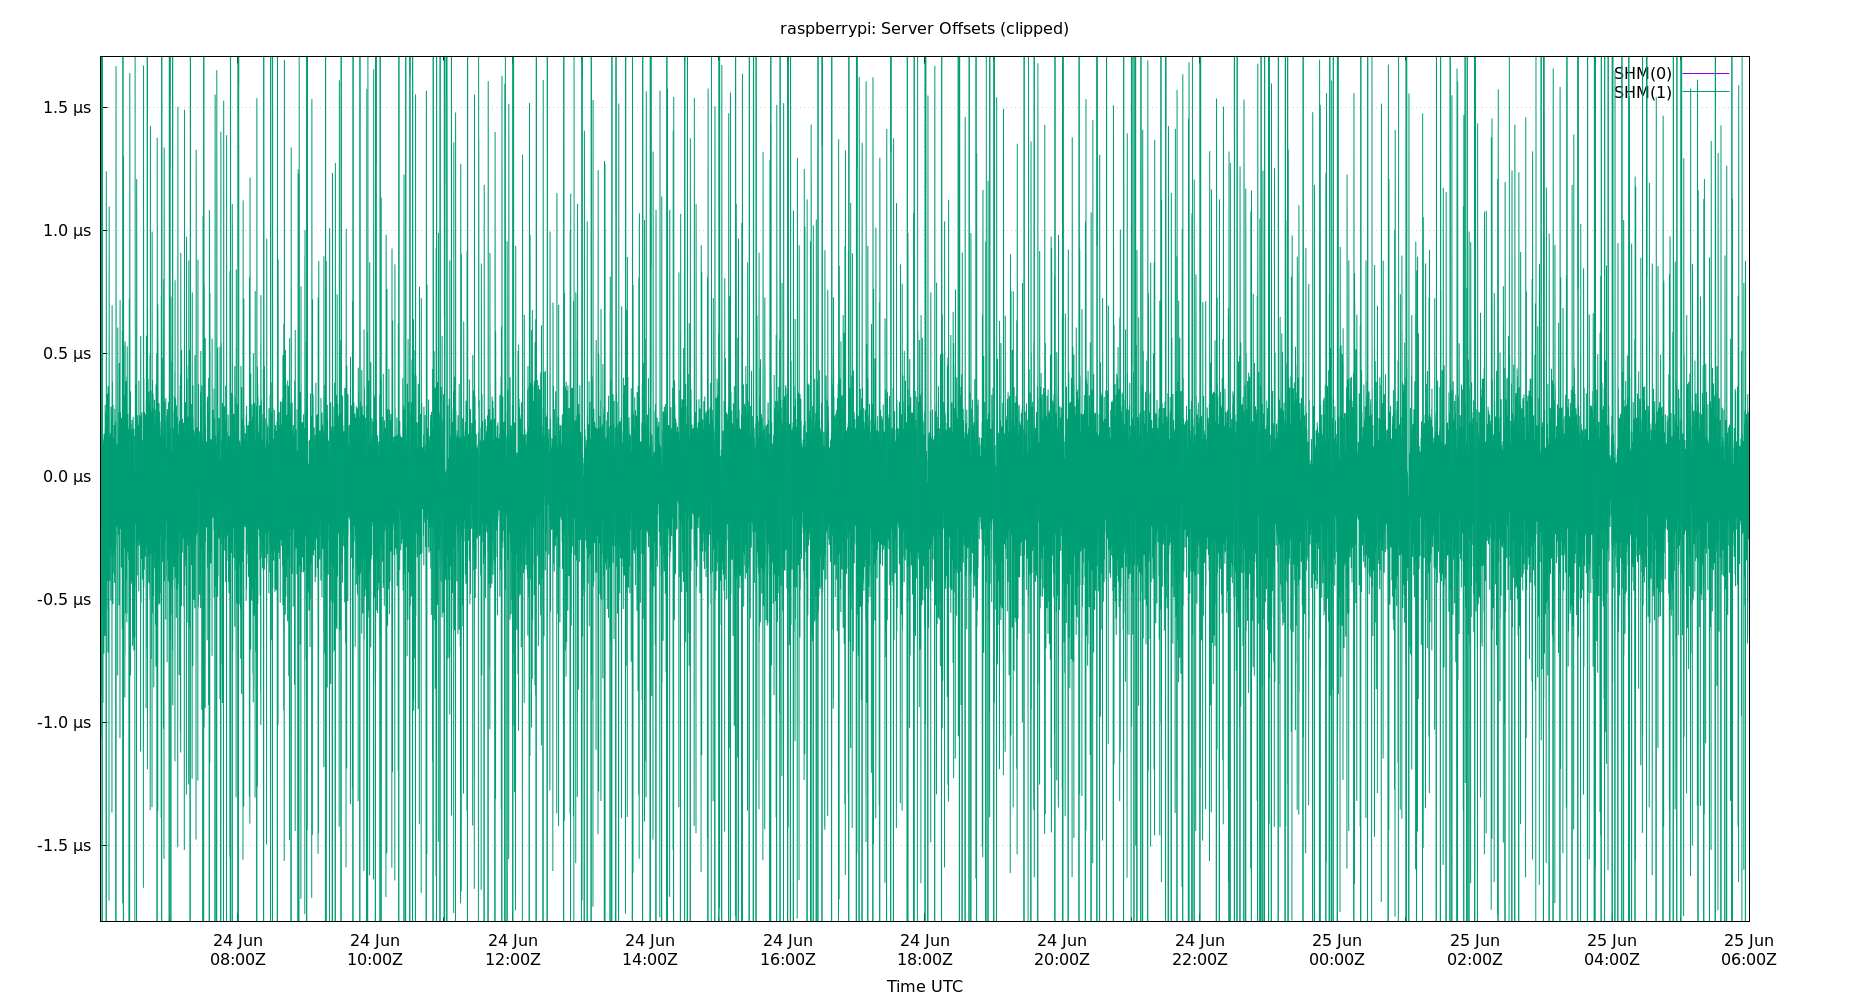 raspberrypi: Server Offsets (clipped)
SHM(0)
SHM(1)
1.5 µs
1.0 µs
0.5 µs
0.0 µs
-0.5 µs
-1.0 µs
-1.5 µs
24 Jun 24 Jun 24 Jun 24 Jun 24 Jun 24 Jun 24 Jun 24 Jun 25 Jun 25 Jun 25 Jun 25 Jun
08:00Z 10:00Z 12:00Z 14:00Z 16:00Z 18:00Z 20:00Z 22:00Z 00:00Z 02:00Z 04:00Z 06:00Z
Time UTC